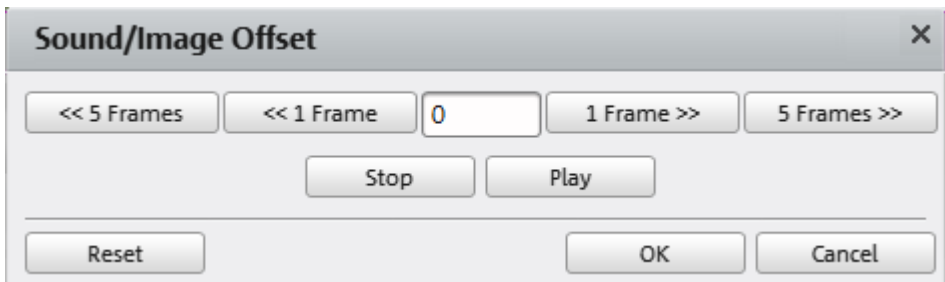 Sound/Image Offset
<< 5 Frames << 1 Frame 0 1 Frame >> 5 Frames >>
Stop Play
Reset OK Cancel